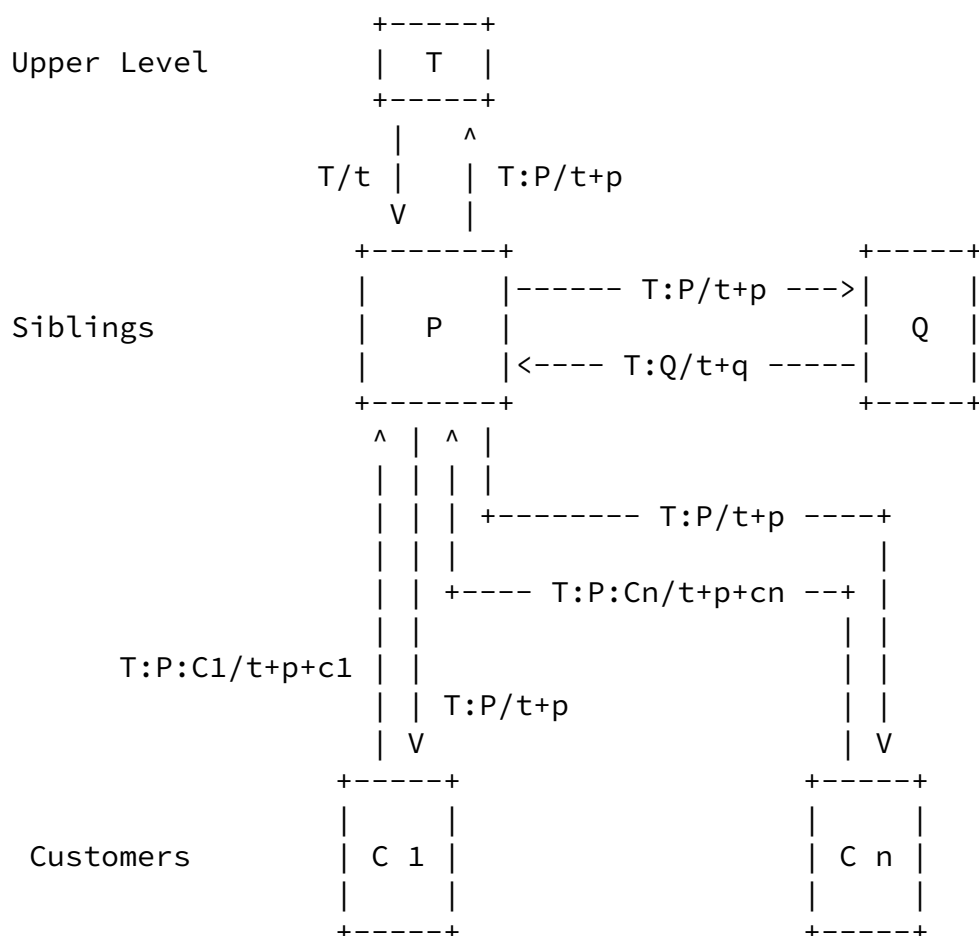 Upper Level
T
T/t
T:P/t+p
Siblings
P
T:P/t+p
T:Q/t+q
Q
T:P/t+p
T:P:Cn/t+p+cn
T:P:C1/t+p+c1
T:P/t+p
Customers
C 1
C n